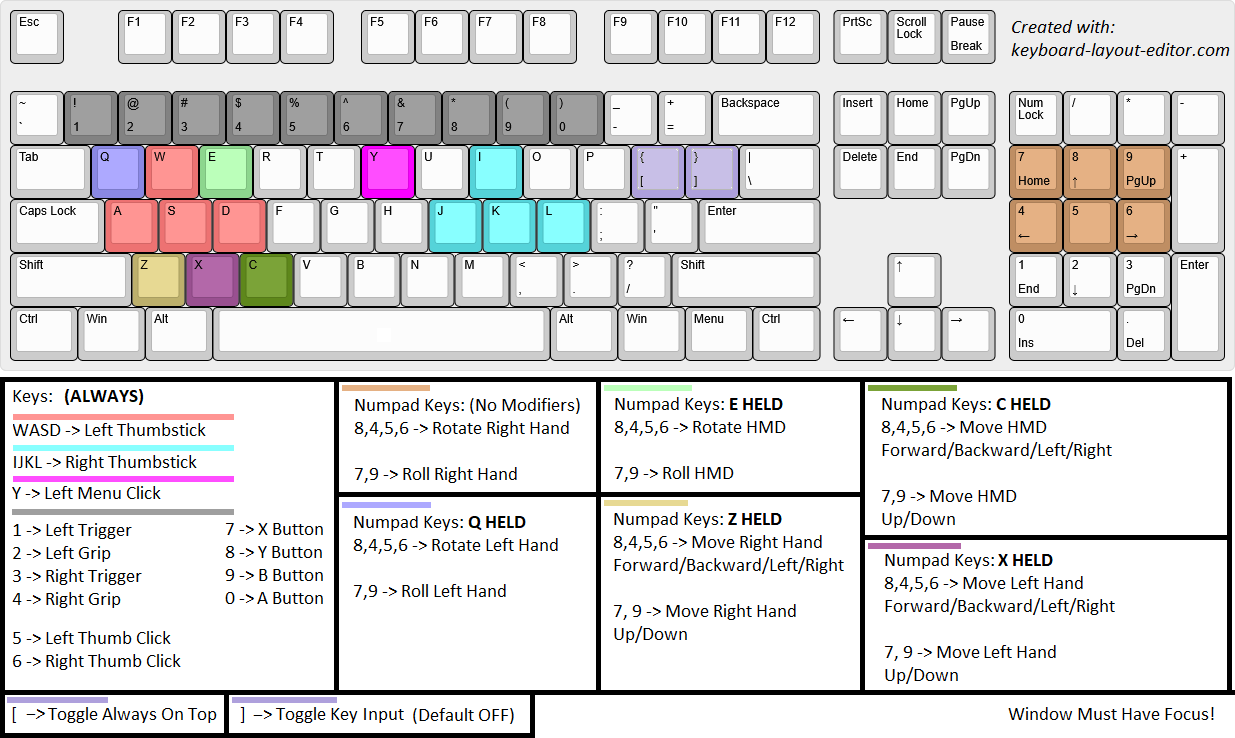 Esc F1 F2 F3 F4 F5 F6 F7 F8 F9 F10 F11 F12 PrtSc Scroll Lock Pause Break
Created with:
keyboard-layout-editor.com
~ ! @ # $ % ^ & * ( ) _ + Backspace Insert Home PgUp Num Lock / * -
` 1 2 3 4 5 6 7 8 9 0 - =
Tab Q W E R T Y U I O P { } | Delete End PgDn 7 8 9 +
[ ] \ Home ↑ PgUp
Caps Lock A S D F G H J K L : " Enter 4 5 6
; ' ← →
Shift Z X C V B N M < > ? Shift ↑ 1 2 3 Enter
, . / End ↓ PgDn
Ctrl Win Alt Alt Win Menu Ctrl ← ↓ → 0 .
Ins Del
Keys: (ALWAYS)
WASD -> Left Thumbstick
IJKL -> Right Thumbstick
Y -> Left Menu Click
1 -> Left Trigger 7 -> X Button
2 -> Left Grip 8 -> Y Button
3 -> Right Trigger 9 -> B Button
4 -> Right Grip 0 -> A Button
5 -> Left Thumb Click
6 -> Right Thumb Click
Numpad Keys: (No Modifiers)
8,4,5,6 -> Rotate Right Hand
7,9 -> Roll Right Hand
Numpad Keys: Q HELD
8,4,5,6 -> Rotate Left Hand
7,9 -> Roll Left Hand
Numpad Keys: E HELD
8,4,5,6 -> Rotate HMD
7,9 -> Roll HMD
Numpad Keys: Z HELD
8,4,5,6 -> Move Right Hand
Forward/Backward/Left/Right
7, 9 -> Move Right Hand
Up/Down
Numpad Keys: C HELD
8,4,5,6 -> Move HMD
Forward/Backward/Left/Right
7,9 -> Move HMD
Up/Down
Numpad Keys: X HELD
8,4,5,6 -> Move Left Hand
Forward/Backward/Left/Right
7, 9 -> Move Left Hand
Up/Down
[ –> Toggle Always On Top
] –> Toggle Key Input (Default OFF)
Window Must Have Focus!